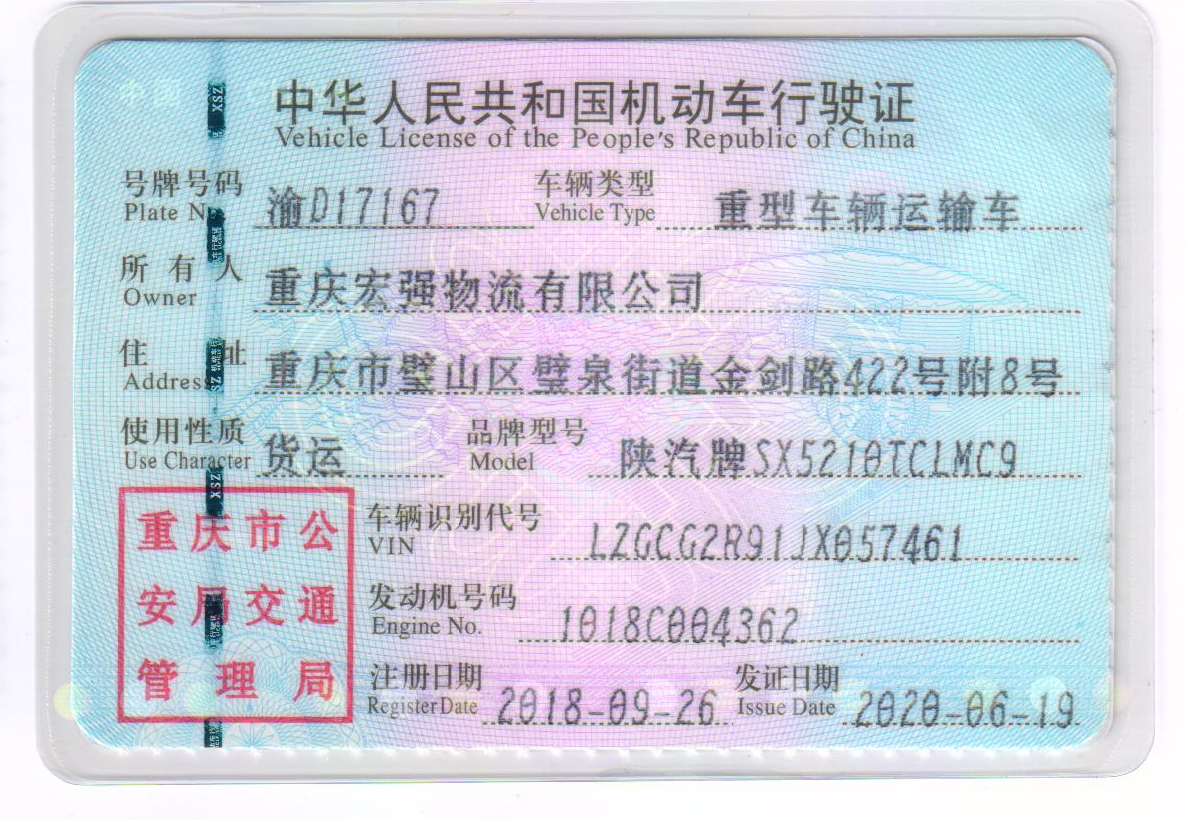 中华人民共和国机动车行驶证
Vehicle License of the People's Republic of China
号牌号码 渝D17167 车辆类型 重型车辆运输车
Plate N Vehicle Type
所有人 重庆宏强物流有限公司
Owner
住址 重庆市璧山区璧泉街道金剑路422号附8号
Address
使用性质 货运 品牌型号 陕汽牌SX5210TCLMC9
Use Character Model
重庆市公
安局交通
管理局
车辆识别代号 LZGCG2R91JX057461
VIN
发动机号码 1018C004362
Engine No.
注册日期 2018-09-26 发证日期 2020-06-19
Register Date Issue Date
XSZ